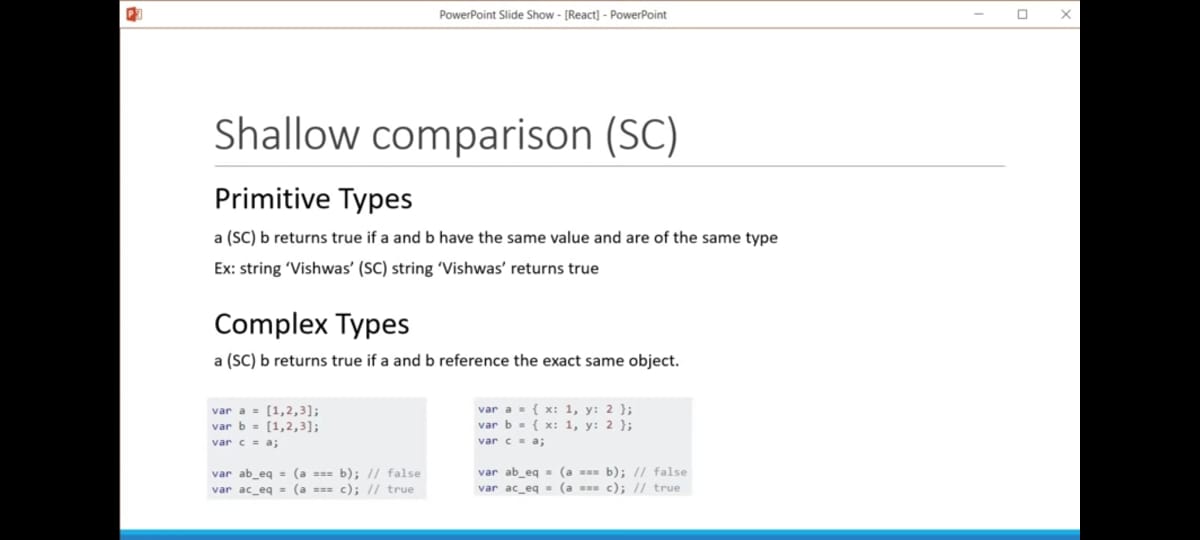 PowerPoint Slide Show - [React] - PowerPoint
Shallow comparison (SC)
Primitive Types
a (SC) b returns true if a and b have the same value and are of the same type
Ex: string ‘Vishwas’ (SC) string ‘Vishwas’ returns true
Complex Types
a (SC) b returns true if a and b reference the exact same object.
var a = [1,2,3];
var b = [1,2,3];
var c = a;
var ab_eq = (a === b); // false
var ac_eq = (a === c); // true
var a = { x: 1, y: 2 };
var b = { x: 1, y: 2 };
var c = a;
var ab_eq = (a === b); // false
var ac_eq = (a === c); // true